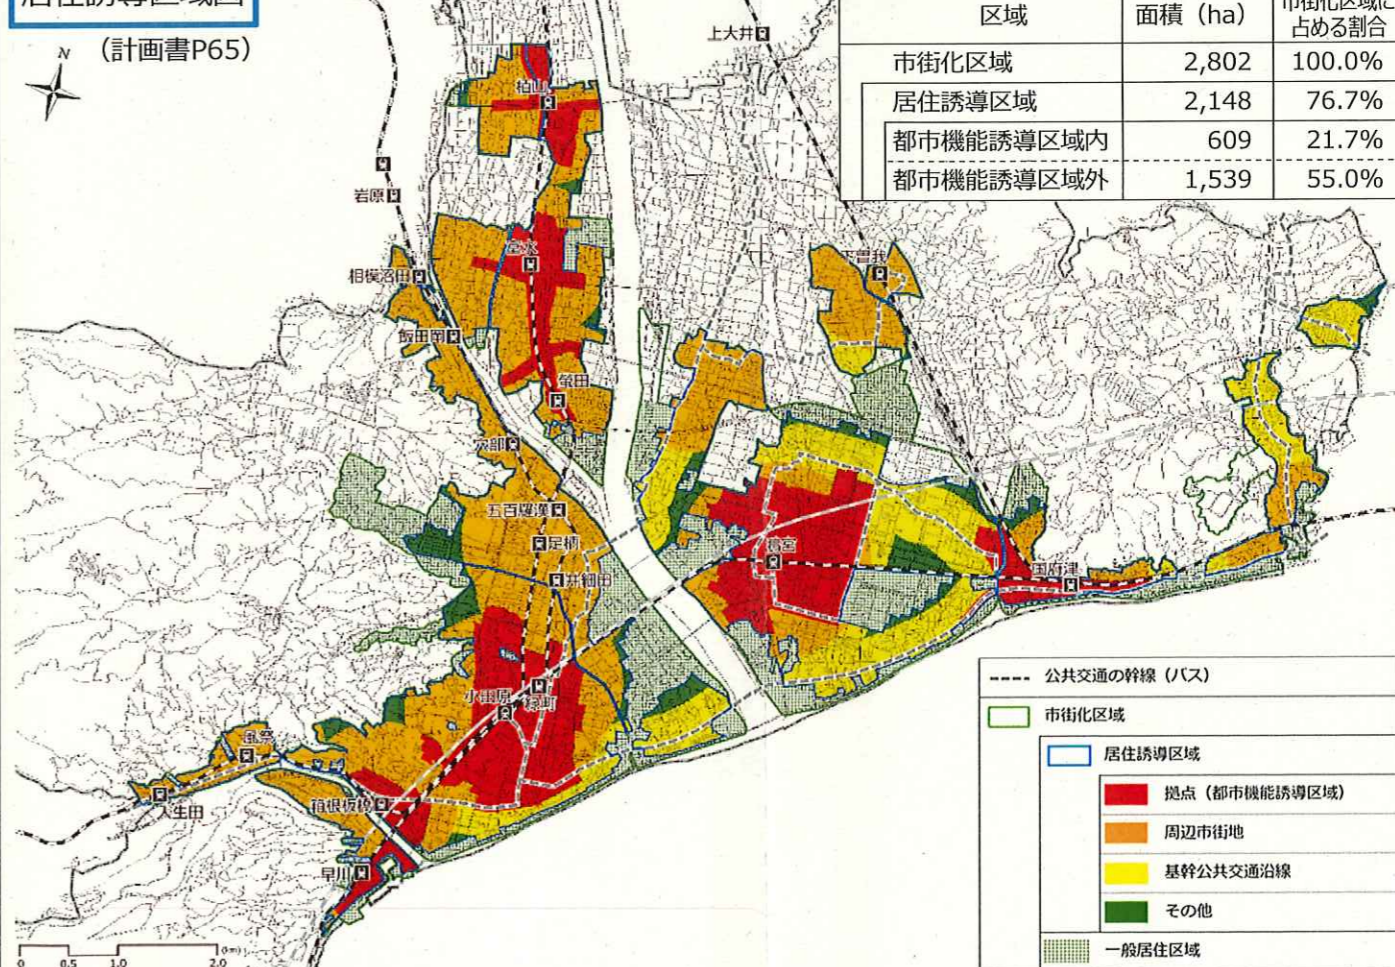 居住誘導区域図
（計画書P65）
N
区域
面積（ha）
市街化区域に
占める割合
市街化区域
2,802
100.0%
居住誘導区域
2,148
76.7%
都市機能誘導区域内
609
21.7%
都市機能誘導区域外
1,539
55.0%
上大井
栢山
岩原
富水
相模沼田
下曽我
飯田岡
螢田
穴部
五百羅漢
足柄
井細田
鴨宮
国府津
小田原
緑町
風祭
入生田
箱根板橋
早川
公共交通の幹線（バス）
市街化区域
居住誘導区域
拠点（都市機能誘導区域）
周辺市街地
基幹公共交通沿線
その他
一般居住区域
0 0.5 1.0 2.0 (km)